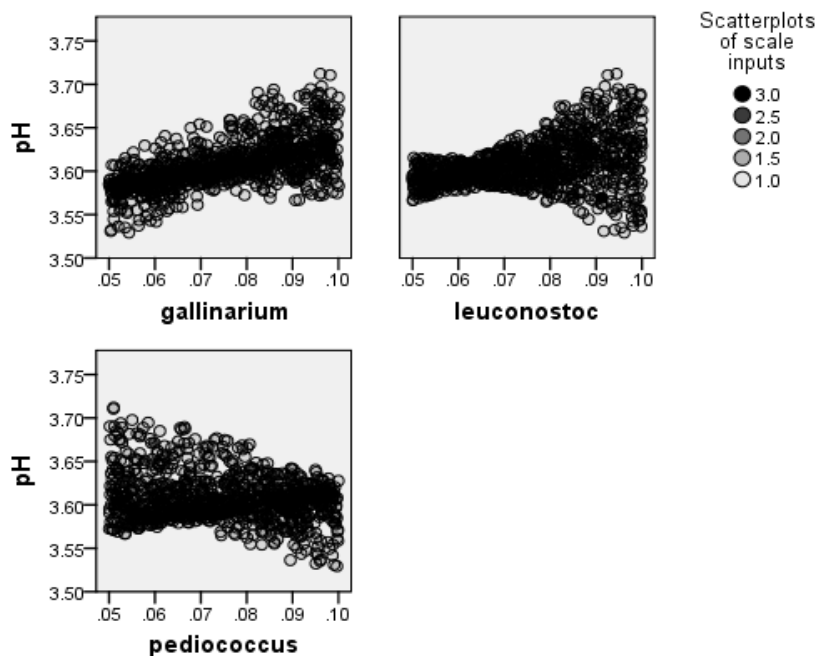 3.75
3.70
3.65
3.60
3.55
3.50
pH
.05 .06 .07 .08 .09 .10
gallinarium
.05 .06 .07 .08 .09 .10
leuconostoc
Scatterplots
of scale
inputs
3.0
2.5
2.0
1.5
1.0
3.75
3.70
3.65
3.60
3.55
3.50
pH
.05 .06 .07 .08 .09 .10
pediococcus